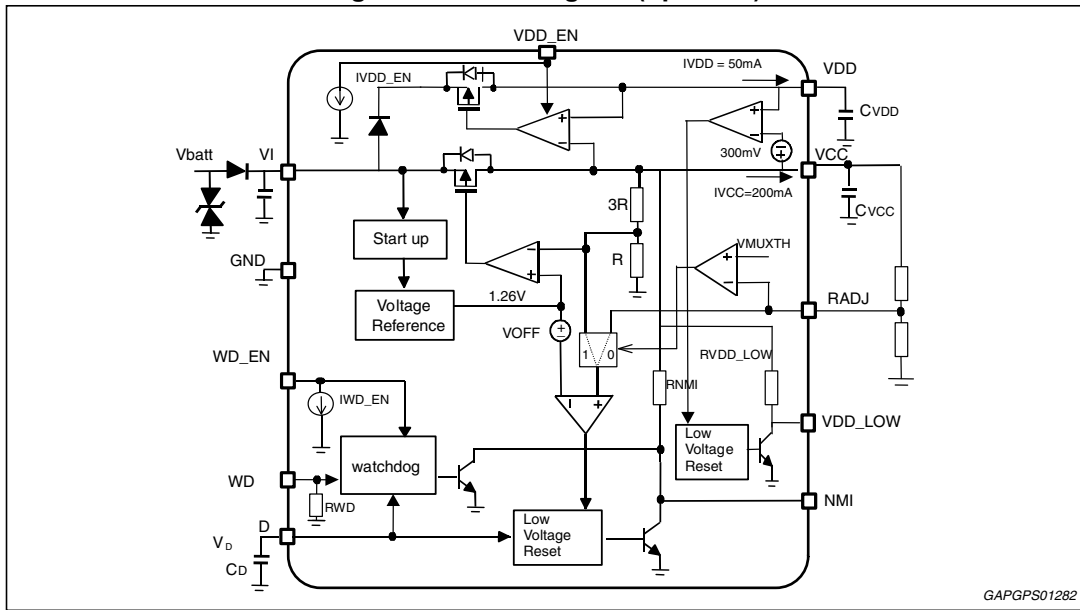 VDD_EN
IVDD_EN
IVDD = 50mA
VDD
CVDD
300mV
VCC
IVCC=200mA
CVCC
Vbatt
VI
3R
R
Start up
VMUXTH
GND
Voltage
Reference
1.26V
VOFF
RADJ
1 0
RVDD_LOW
WD_EN
IWD_EN
RNMI
VDD_LOW
Low
Voltage
Reset
watchdog
WD
RWD
NMI
D
VD
CD
Low
Voltage
Reset
GAPGPS01282